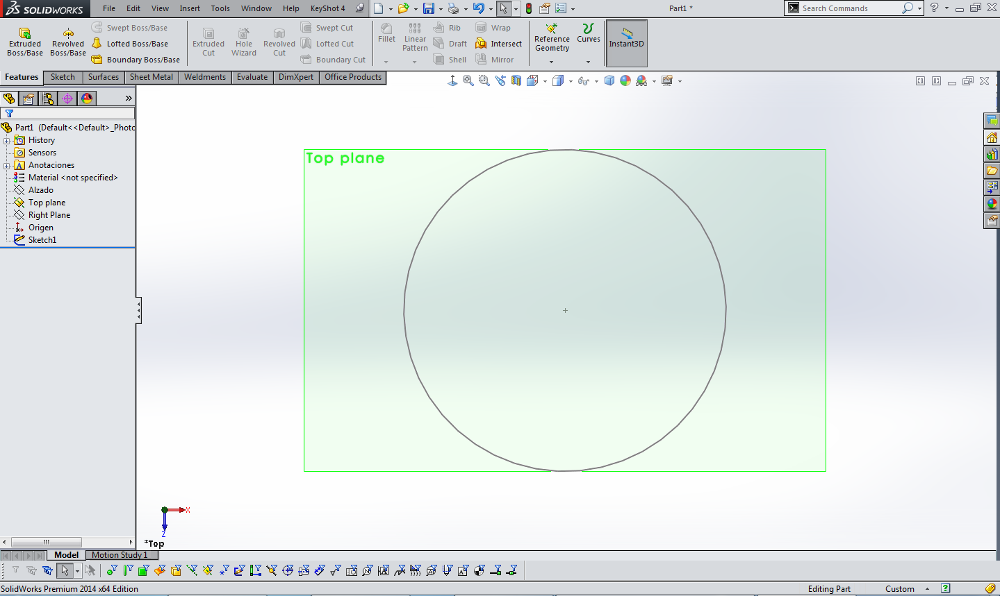 SOLIDWORKS File Edit View Insert Tools Window Help KeyShot 4 Part1 * Search Commands
Extruded Boss/Base
Revolved Boss/Base
Swept Boss/Base
Lofted Boss/Base
Boundary Boss/Base
Extruded Cut
Hole Wizard
Revolved Cut
Swept Cut
Lofted Cut
Boundary Cut
Fillet
Linear Pattern
Rib
Draft
Shell
Wrap
Intersect
Mirror
Reference Geometry
Curves
Instant3D
Features Sketch Surfaces Sheet Metal Weldments Evaluate DimXpert Office Products
Part1 (Default<<Default>_Photo
History
Sensors
Anotaciones
Material <not specified>
Alzado
Top plane
Right Plane
Origen
Sketch1
Top plane
X
Z
*Top
Model Motion Study 1
SolidWorks Premium 2014 x64 Edition Editing Part Custom